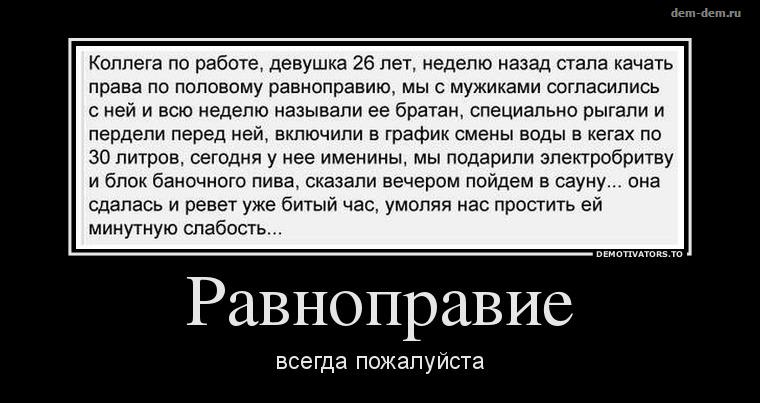 dem-dem.ru
Коллега по работе, девушка 26 лет, неделю назад стала качать
права по половому равноправию, мы с мужиками согласились
с ней и всю неделю называли ее братан, специально рыгали и
пердели перед ней, включили в график смены воды в кегах по
30 литров, сегодня у нее именины, мы подарили электробритву
и блок баночного пива, сказали вечером пойдем в сауну... она
сдалась и ревет уже битый час, умоляя нас простить ей
минутную слабость...
DEMOTIVATORS.TO
Равноправие
всегда пожалуйста